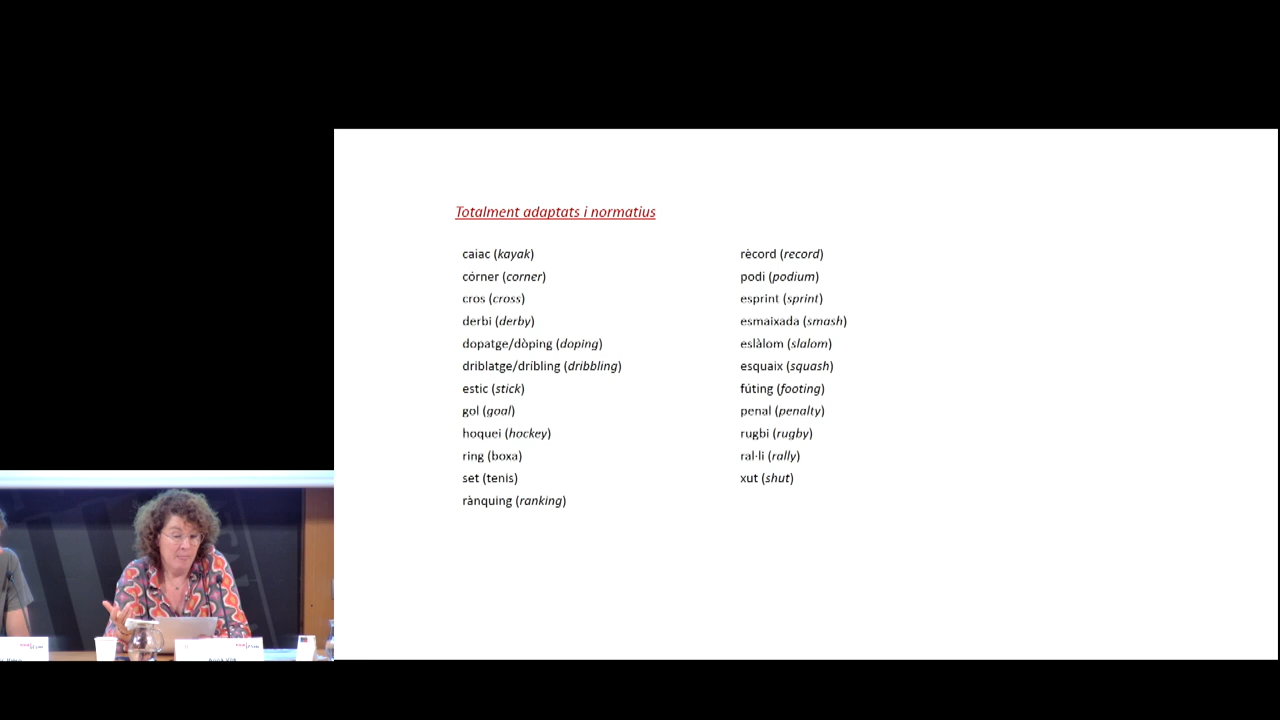 Totalment adaptats i normatius
caiac (kayak)
córner (corner)
cros (cross)
derbi (derby)
dopatge/dòping (doping)
driblatge/dríbling (dribbling)
estic (stick)
gol (goal)
hoquei (hockey)
ring (boxa)
set (tenis)
rànquing (ranking)
rècord (record)
podi (podium)
esprint (sprint)
esmaixada (smash)
eslàlom (slalom)
esquaix (squash)
fúting (footing)
penal (penalty)
rugbi (rugby)
ral·li (rally)
xut (shut)